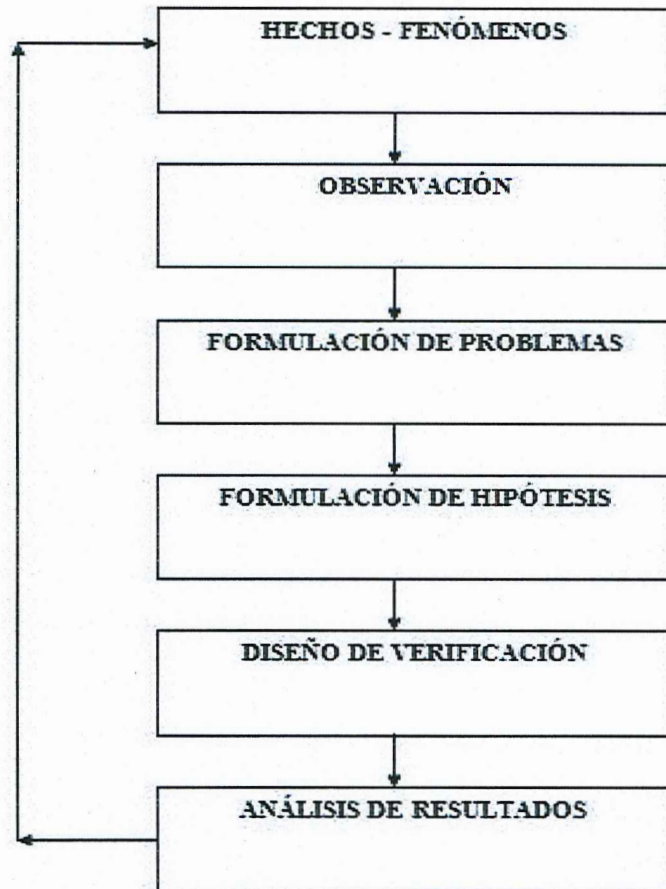 HECHOS - FENÓMENOS
OBSERVACIÓN
FORMULACIÓN DE PROBLEMAS
FORMULACIÓN DE HIPÓTESIS
DISEÑO DE VERIFICACIÓN
ANÁLISIS DE RESULTADOS